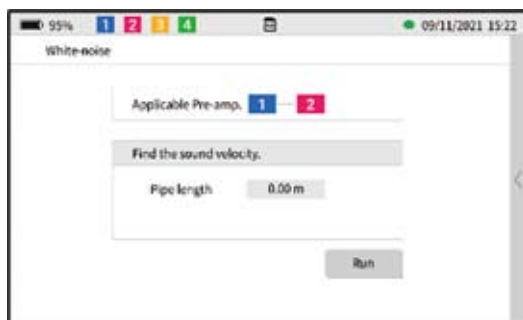 95% 1 2 3 4 09/11/2021 15:22
White-noise
Applicable Pre-amp. 1 2
Find the sound velocity.
Pipe length 0.00 m
Run